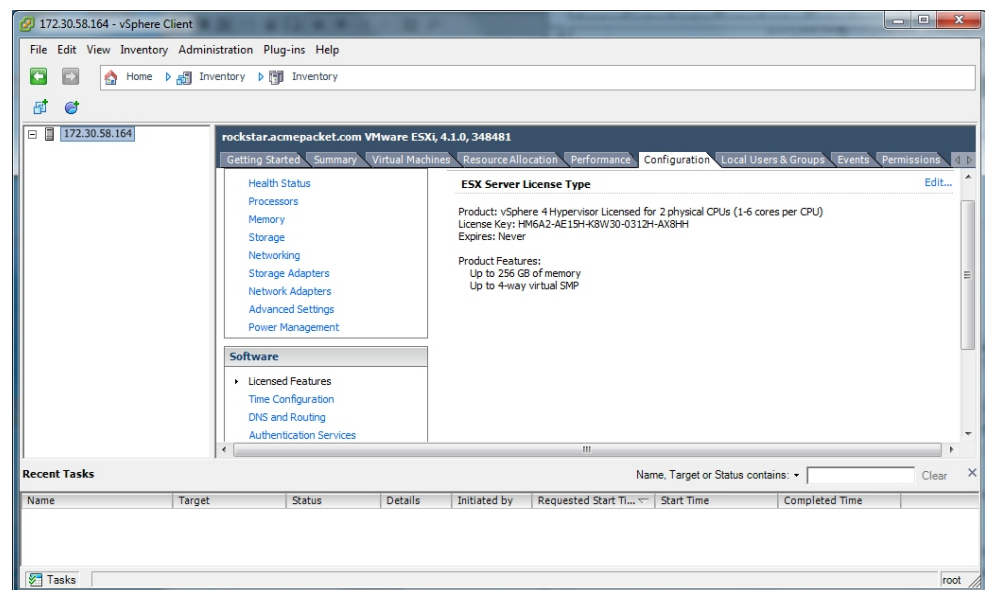 172.30.58.164 - vSphere Client
File Edit View Inventory Administration Plug-ins Help
Home Inventory Inventory
172.30.58.164
rockstar.acmepacket.com VMware ESXi, 4.1.0, 348481
Getting Started Summary Virtual Machines Resource Allocation Performance Configuration Local Users & Groups Events Permissions
Health Status
Processors
Memory
Storage
Networking
Storage Adapters
Network Adapters
Advanced Settings
Power Management
Software
Licensed Features
Time Configuration
DNS and Routing
Authentication Services
ESX Server License Type Edit...
Product: vSphere 4 Hypervisor Licensed for 2 physical CPUs (1-6 cores per CPU)
License Key: HM6A2-AE15H-K8W30-0312H-AX8HH
Expires: Never
Product Features:
Up to 256 GB of memory
Up to 4-way virtual SMP
Recent Tasks
Name, Target or Status contains: Clear
Name Target Status Details Initiated by Requested Start Ti... Start Time Completed Time
Tasks root